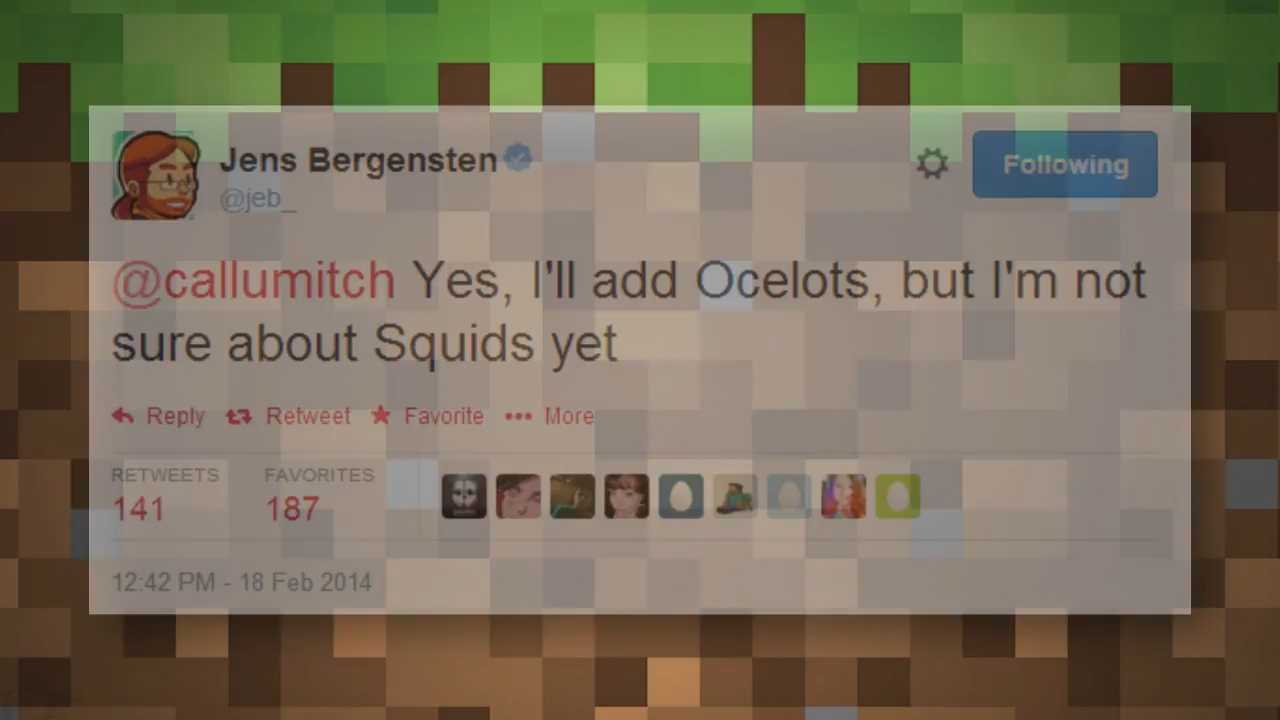 Jens Bergensten
@jeb_
Following
@callumitch Yes, I'll add Ocelots, but I'm not
sure about Squids yet
Reply Retweet Favorite More
RETWEETS FAVORITES
141 187
12:42 PM - 18 Feb 2014